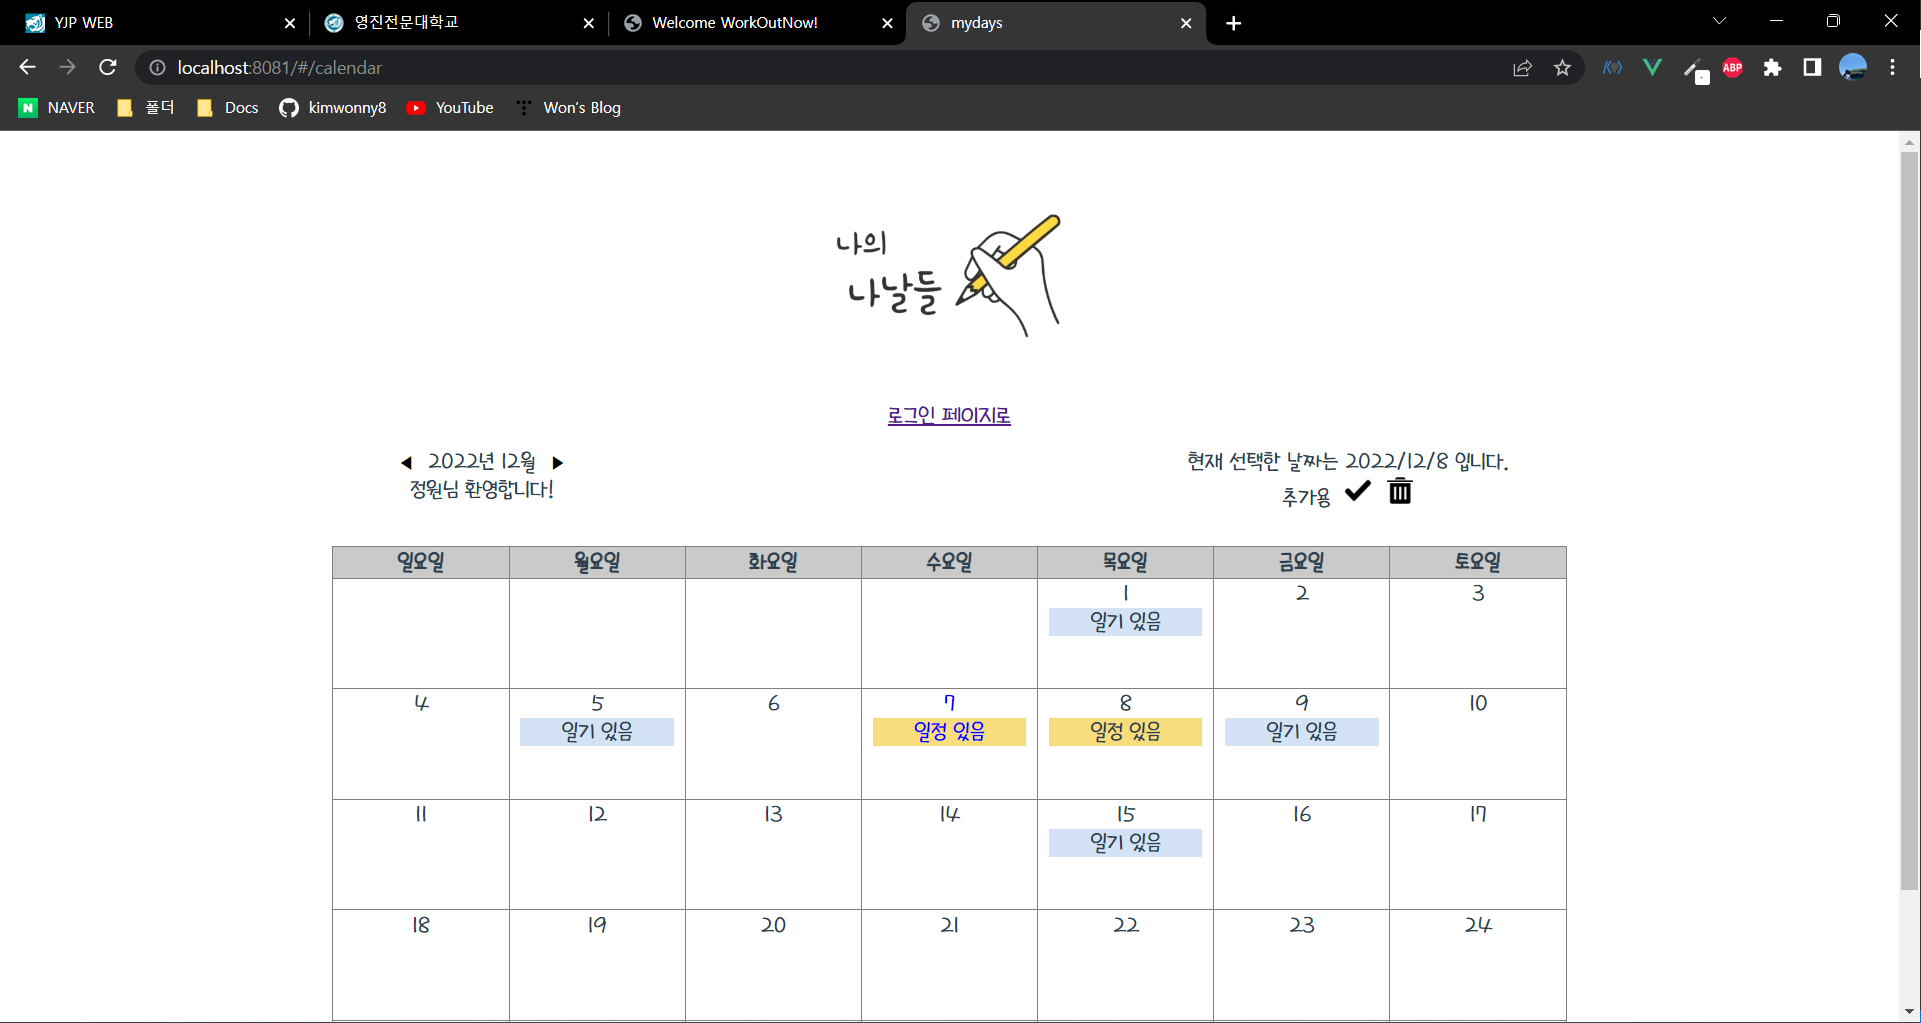 YJP WEB
영진전문대학교
Welcome WorkOutNow!
mydays
localhost:8081/#/calendar
ABP
N NAVER
폴더
Docs
kimwonny8
YouTube
Won's Blog
나의
나날들
로그인 페이지로
2022년 12월
정원님 환영합니다!
현재 선택한 날짜는 2022/12/8 입니다.
추가용
일요일 월요일 화요일 수요일 목요일 금요일 토요일
1 2 3
일기 있음
4 5 6 7 8 9 10
일기 있음 일정 있음 일정 있음 일기 있음
11 12 13 14 15 16 17
일기 있음
18 19 20 21 22 23 24